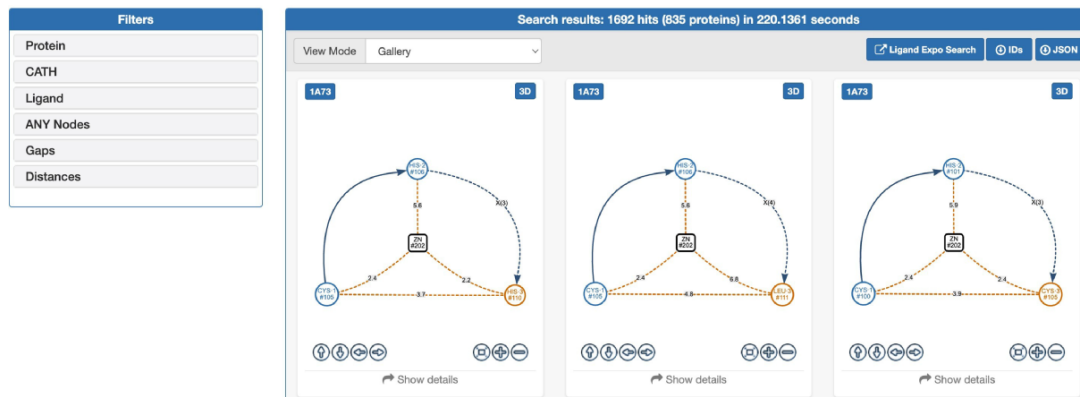 Filters
Protein
CATH
Ligand
ANY Nodes
Gaps
Distances
Search results: 1692 hits (835 proteins) in 220.1361 seconds
View Mode
Gallery
Ligand Expo Search
IDs
JSON
1A73
3D
HIS-2
#106
X(3)
5.6
ZN
#202
2.4
2.2
CYS-1
#105
3.7
HIS-3
#110
Show details
1A73
3D
HIS-2
#106
X(4)
5.6
ZN
#202
2.4
CYS-1
#105
LEU-3
#111
Show details
1A73
3D
HIS-2
#101
X(3)
5.9
ZN
#202
2.4
2.4
CYS-1
#100
3.9
CYS-3
#105
Show details